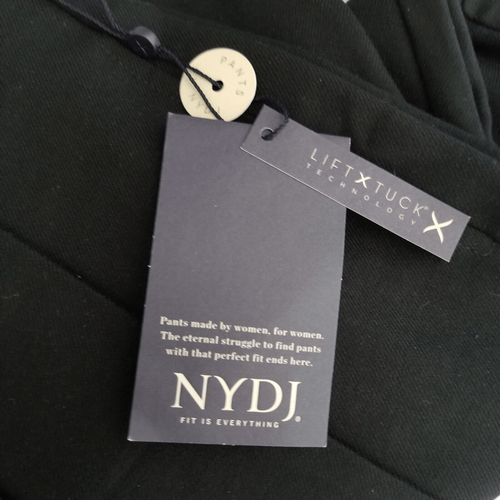 PANTS
NYDJ
LIFT X TUCK®
TECHNOLOGY
X
Pants made by women, for women.
The eternal struggle to find pants
with that perfect fit ends here.
NYDJ®
FIT IS EVERYTHING